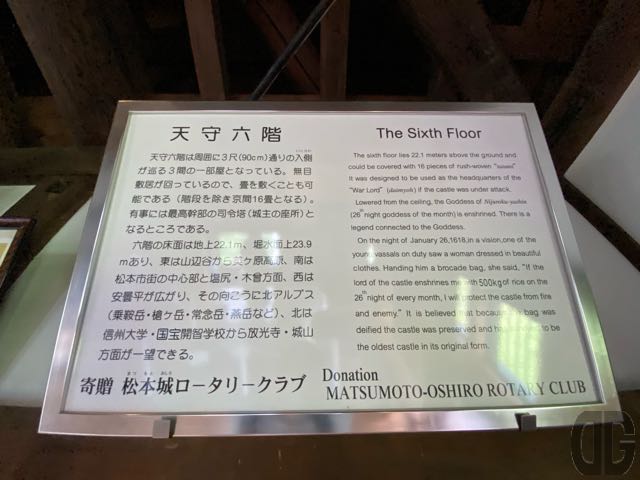 天守六階
天守六階は周囲に３尺(90cm)通りの入側
が巡る３間の一部屋となっている。無目
敷居が回っているので、畳を敷くことも可
能である（階段を除き京間16畳となる）。
有事には最高幹部の司令塔(城主の座所)と
なるところである。
六階の床面は地上22.1m、堀水面上23.9
mあり、東は山辺谷から美ヶ原高原、南は
松本市街の中心部と塩尻・木曽方面、西は
安曇平が広がり、その向こうに北アルプス
（乗鞍岳・槍ケ岳・常念岳・燕岳など）、北は
信州大学・国宝開智学校から放光寺・城山
方面が一望できる。
寄贈 松本城ロータリークラブ
The Sixth Floor
The sixth floor lies 22.1 meters above the ground and
could be covered with 16 pieces of rush-woven "tatami"
It was designed to be used as the headquarters of the
"War Lord" (daimyoh) if the castle was under attack.
Lowered from the ceiling, the Goddess of Nijuroku-yashin
(26th night goddess of the month) is enshrined. There is a
legend connected to the Goddess.
On the night of January 26,1618,in a vision,one of the
young vassals on duty saw a woman dressed in beautiful
clothes. Handing him a brocade bag, she said, "If the
lord of the castle enshrines me with 500kg of rice on the
26th night of every month, I will protect the castle from fire
and enemy." It is believed that because the bag was
deified the castle was preserved and to be
the oldest castle in its original form.
Donation
MATSUMOTO-OSHIRO ROTARY CLUB
DG